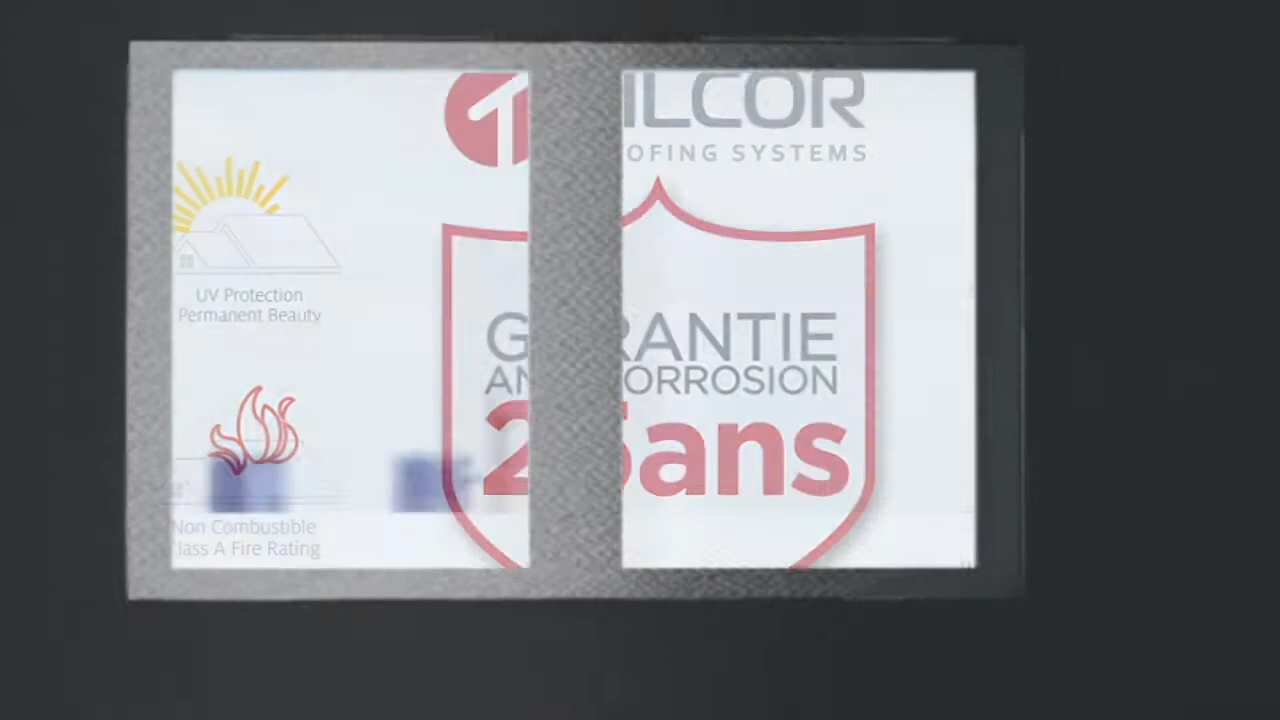 ILCOR
OFING SYSTEMS
UV Protection
Permanent Beauty
G RANTIE
AN ORROSION
2 ans
Non Combustible
lass A Fire Rating